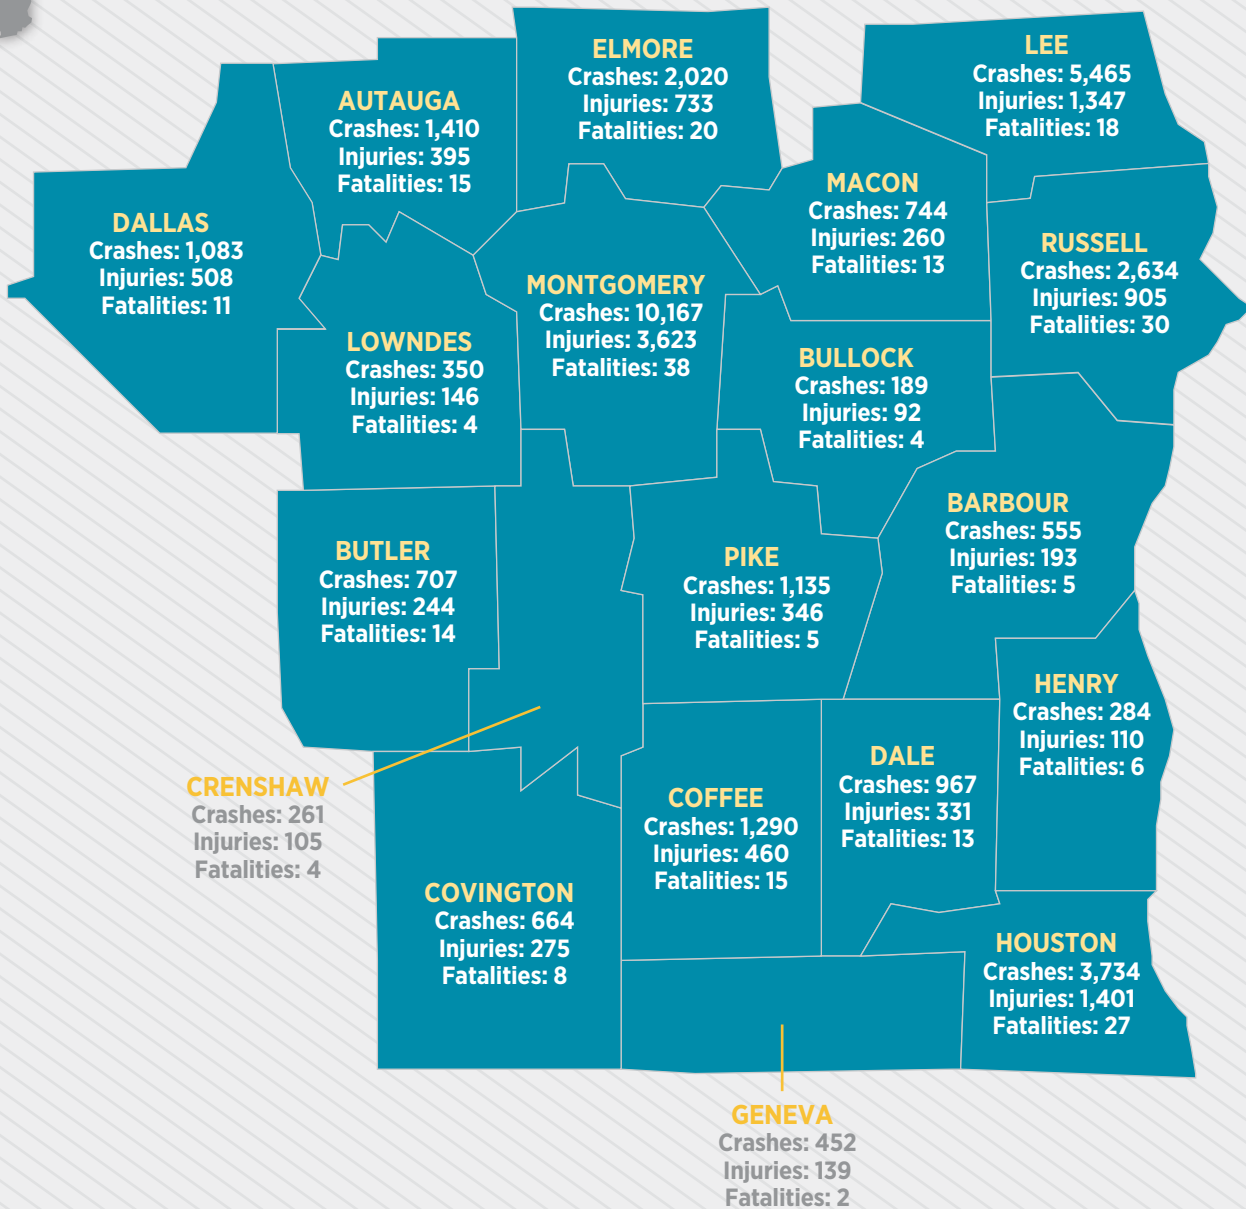 ELMORE
Crashes: 2,020
Injuries: 733
Fatalities: 20
LEE
Crashes: 5,465
Injuries: 1,347
Fatalities: 18
AUTAUGA
Crashes: 1,410
Injuries: 395
Fatalities: 15
MACON
Crashes: 744
Injuries: 260
Fatalities: 13
DALLAS
Crashes: 1,083
Injuries: 508
Fatalities: 11
RUSSELL
Crashes: 2,634
Injuries: 905
Fatalities: 30
MONTGOMERY
Crashes: 10,167
Injuries: 3,623
Fatalities: 38
LOWNDES
Crashes: 350
Injuries: 146
Fatalities: 4
BULLOCK
Crashes: 189
Injuries: 92
Fatalities: 4
BARBOUR
Crashes: 555
Injuries: 193
Fatalities: 5
BUTLER
Crashes: 707
Injuries: 244
Fatalities: 14
PIKE
Crashes: 1,135
Injuries: 346
Fatalities: 5
HENRY
Crashes: 284
Injuries: 110
Fatalities: 6
DALE
Crashes: 967
Injuries: 331
Fatalities: 13
CRENSHAW
Crashes: 261
Injuries: 105
Fatalities: 4
COFFEE
Crashes: 1,290
Injuries: 460
Fatalities: 15
COVINGTON
Crashes: 664
Injuries: 275
Fatalities: 8
HOUSTON
Crashes: 3,734
Injuries: 1,401
Fatalities: 27
GENEVA
Crashes: 452
Injuries: 139
Fatalities: 2